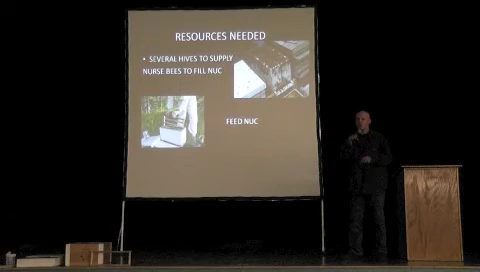 RESOURCES NEEDED
• SEVERAL HIVES TO SUPPLY
NURSE BEES TO FILL NUC
FEED NUC